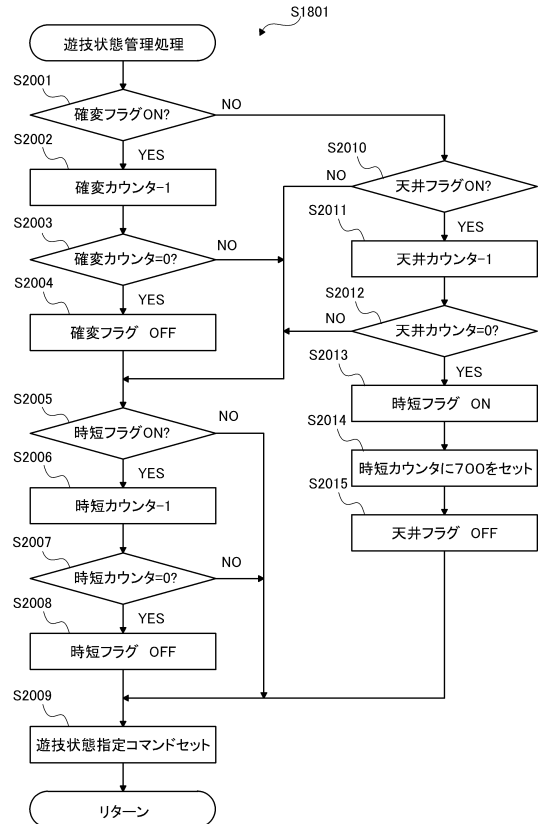 S1801
遊技状態管理処理
S2001
確変フラグON?
NO
YES
S2002
確変カウンタ-1
S2003
確変カウンタ=0?
NO
YES
S2004
確変フラグ OFF
S2005
時短フラグON?
NO
YES
S2006
時短カウンタ-1
S2007
時短カウンタ=0?
NO
YES
S2008
時短フラグ OFF
S2009
遊技状態指定コマンドセット
リターン
S2010
天井フラグON?
NO
YES
S2011
天井カウンタ-1
S2012
天井カウンタ=0?
NO
YES
S2013
時短フラグ ON
S2014
時短カウンタに700をセット
S2015
天井フラグ OFF